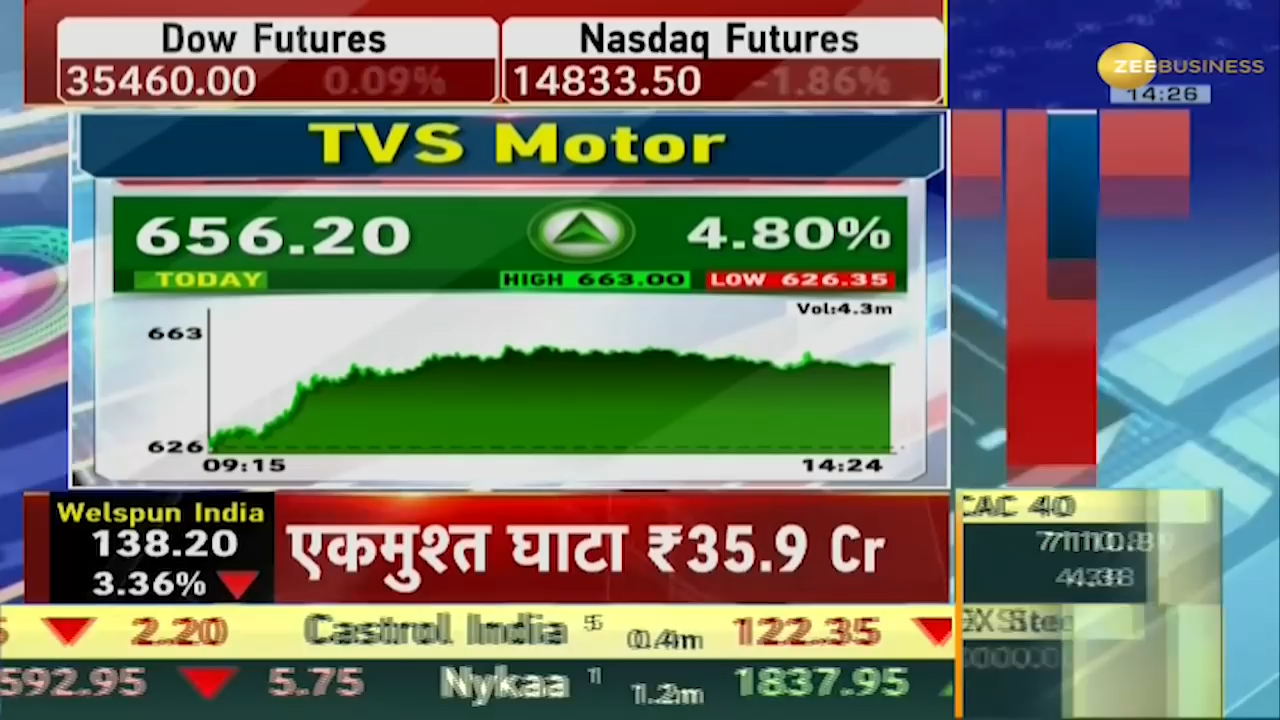 Dow Futures
35460.00 0.09%
Nasdaq Futures
14833.50 -1.86%
ZEEBUSINESS
14:26
TVS Motor
656.20 4.80%
TODAY HIGH 663.00 LOW 626.35
Vol:4.3m
663
626
09:15 14:24
Welspun India
138.20
3.36%
एकमुश्त घाटा ₹35.9 Cr
CAC 40
2.20 Castrol India 0.4m 122.35
592.95 5.75 Nykaa 1.2m 1837.95